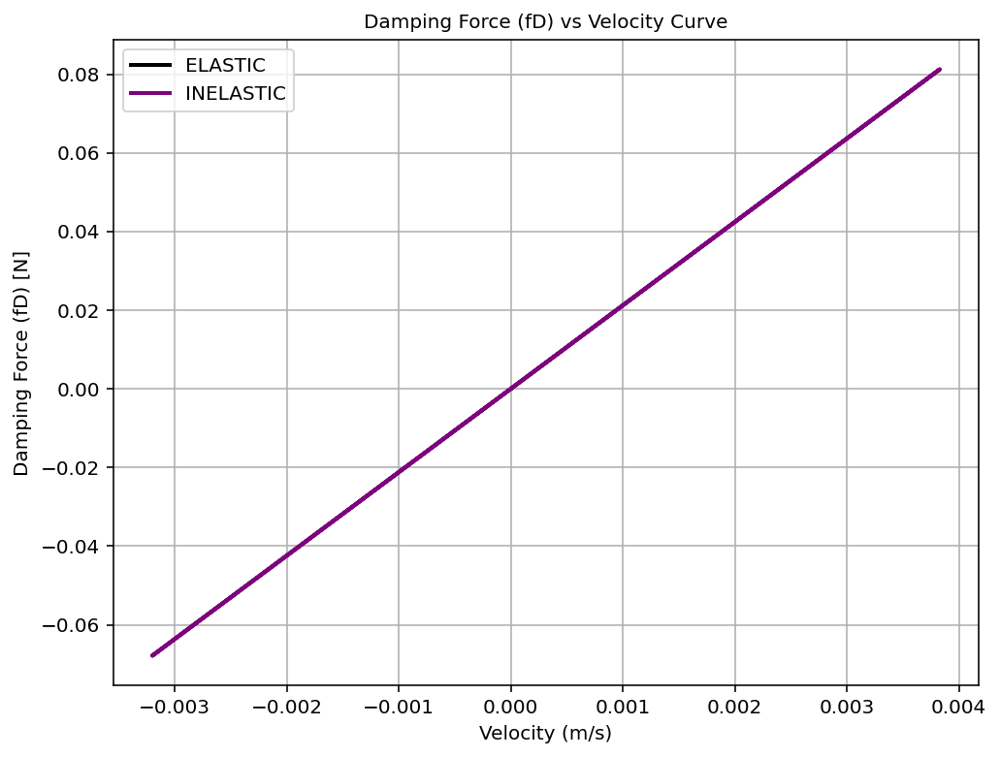 Damping Force (fD) vs Velocity Curve
ELASTIC
INELASTIC
0.08
0.06
0.04
0.02
0.00
−0.02
−0.04
−0.06
Damping Force (fD) [N]
−0.003 −0.002 −0.001 0.000 0.001 0.002 0.003 0.004
Velocity (m/s)